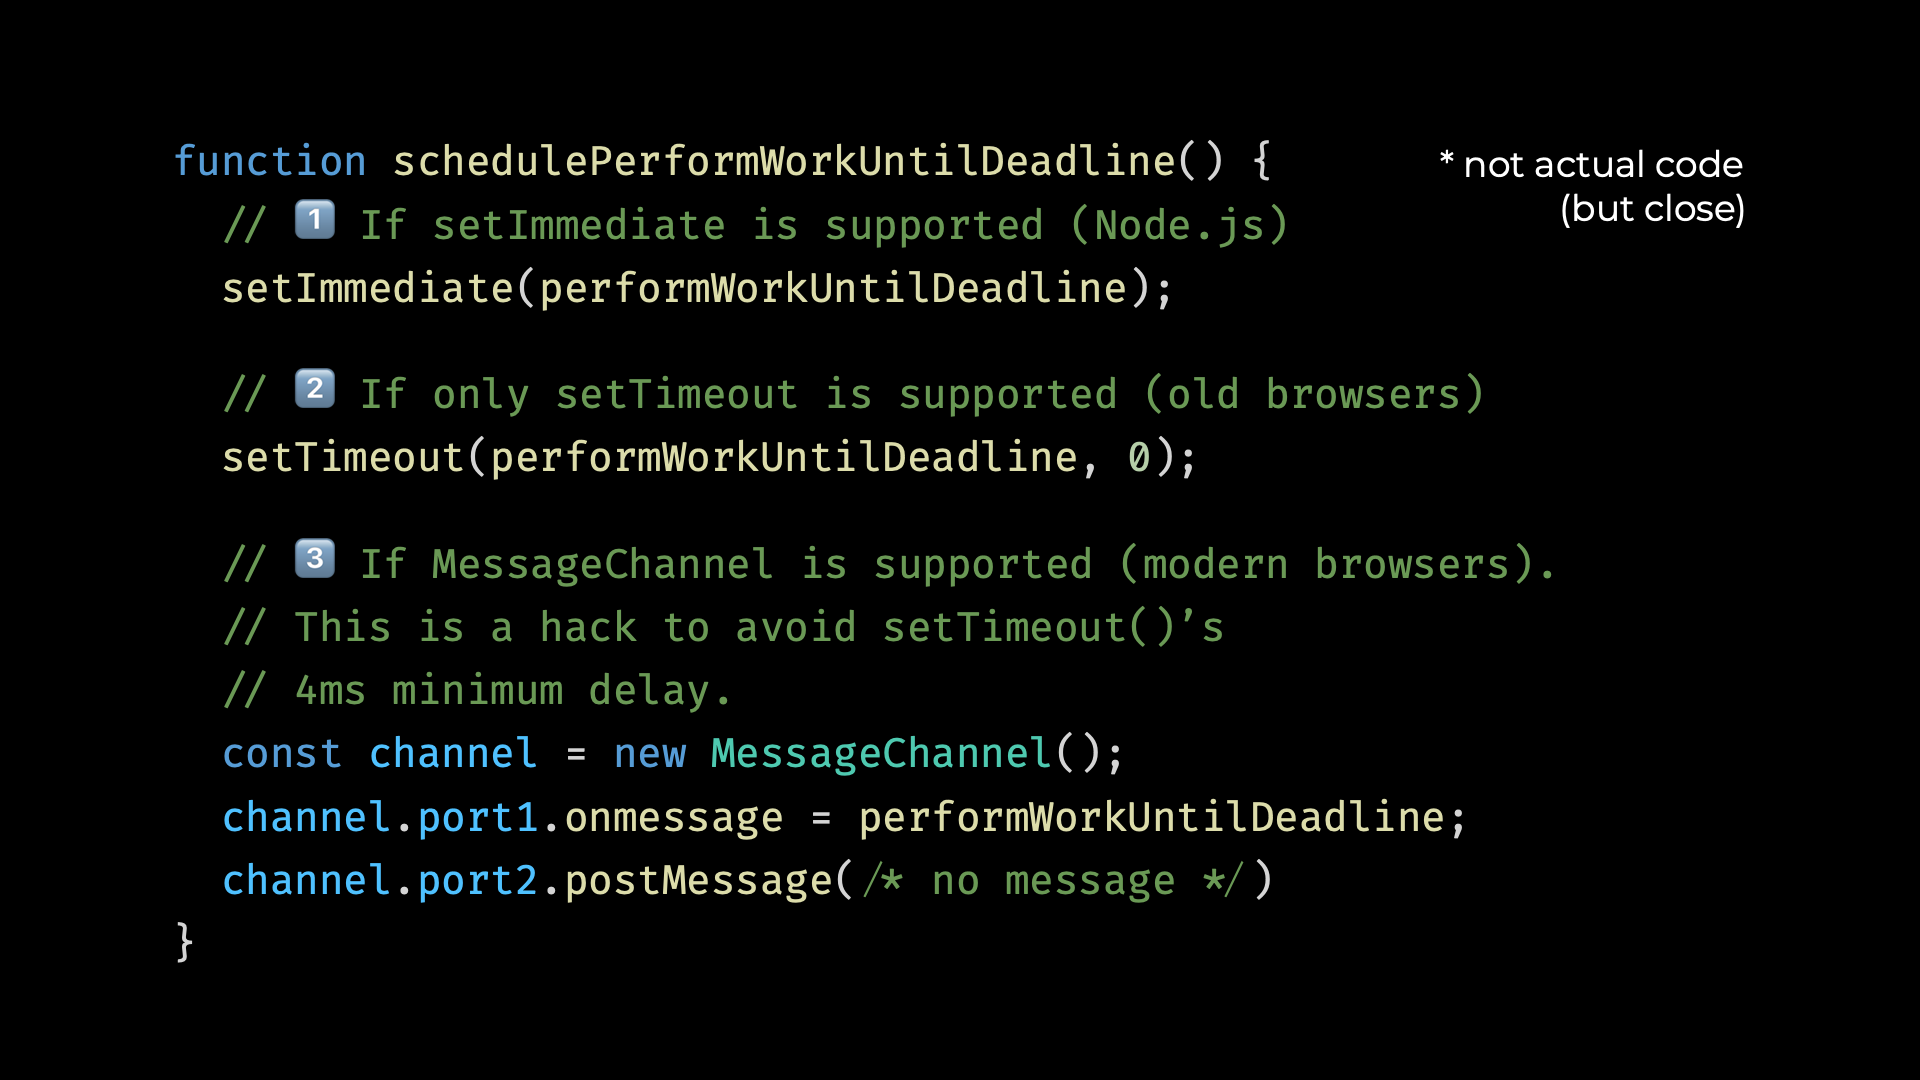 function schedulePerformWorkUntilDeadline() {
* not actual code
(but close)
// 1️⃣ If setImmediate is supported (Node.js)
setImmediate(performWorkUntilDeadline);
// 2️⃣ If only setTimeout is supported (old browsers)
setTimeout(performWorkUntilDeadline, 0);
// 3️⃣ If MessageChannel is supported (modern browsers).
// This is a hack to avoid setTimeout()’s
// 4ms minimum delay.
const channel = new MessageChannel();
channel.port1.onmessage = performWorkUntilDeadline;
channel.port2.postMessage(/* no message */)
}